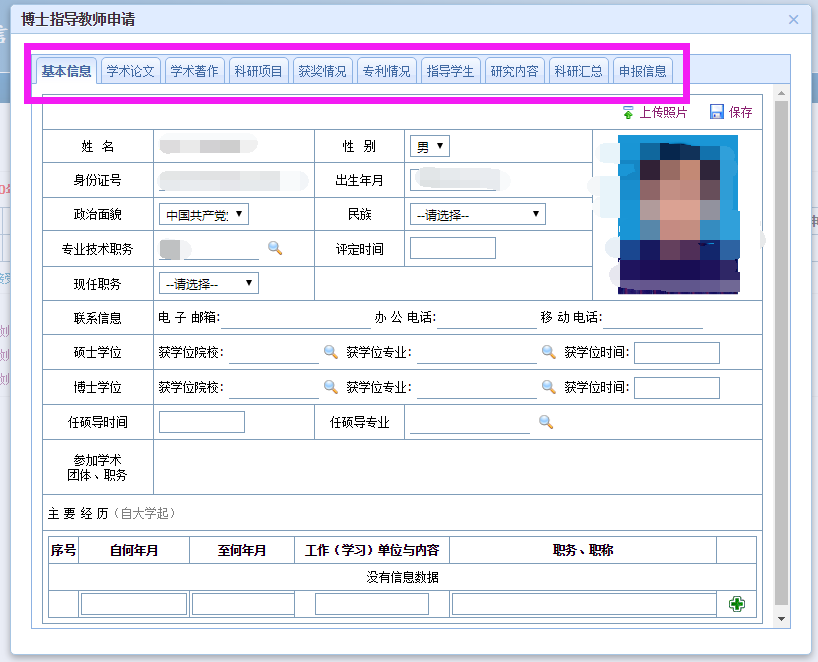 博士指导教师申请
基本信息 学术论文 学术著作 科研项目 获奖情况 专利情况 指导学生 研究内容 科研汇总 申报信息
上传照片 保存
姓 名 性 别 男
身份证号 出生年月
政治面貌 中国共产党 民族 --请选择--
专业技术职务 评定时间
现任职务 --请选择--
联系信息 电 子 邮箱: 办 公 电话: 移 动 电话:
硕士学位 获学位院校: 获学位专业: 获学位时间:
博士学位 获学位院校: 获学位专业: 获学位时间:
任硕导时间 任硕导专业
参加学术
团体、职务
主 要 经 历（自大学起）
序号 自何年月 至何年月 工作（学习）单位与内容 职务、职称
没有信息数据